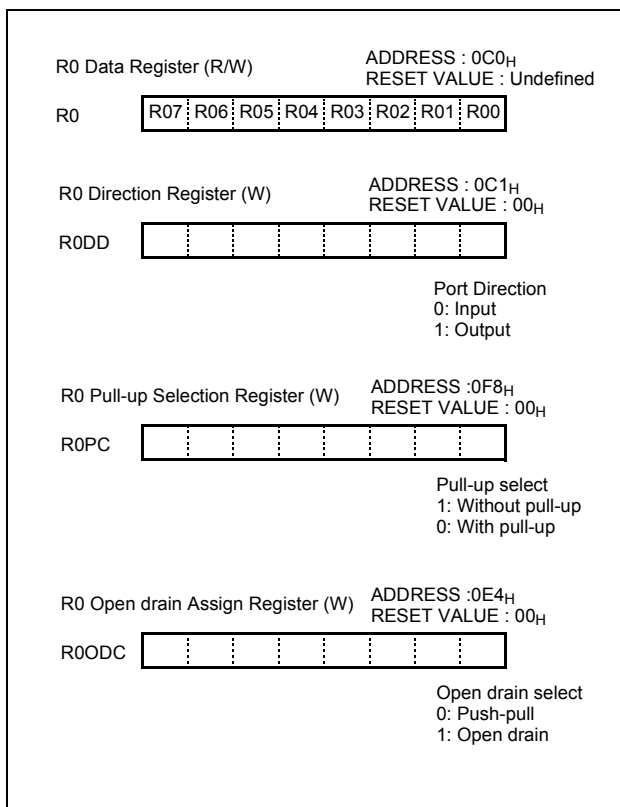 R0 Data Register (R/W)
ADDRESS : 0C0H
RESET VALUE : Undefined
R0
R07 R06 R05 R04 R03 R02 R01 R00
R0 Direction Register (W)
ADDRESS : 0C1H
RESET VALUE : 00H
R0DD
Port Direction
0: Input
1: Output
R0 Pull-up Selection Register (W)
ADDRESS :0F8H
RESET VALUE : 00H
R0PC
Pull-up select
1: Without pull-up
0: With pull-up
R0 Open drain Assign Register (W)
ADDRESS :0E4H
RESET VALUE : 00H
R0ODC
Open drain select
0: Push-pull
1: Open drain